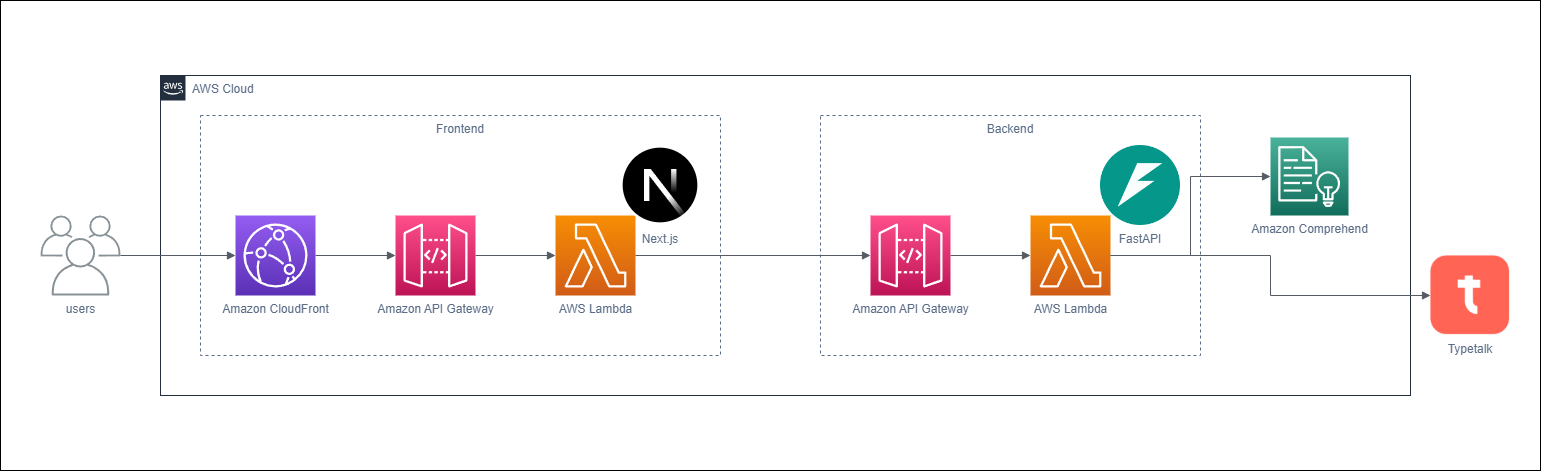 aws
AWS Cloud
Frontend
Backend
N
Next.js
FastAPI
Amazon Comprehend
users
Amazon CloudFront
</>
Amazon API Gateway
AWS Lambda
</>
Amazon API Gateway
AWS Lambda
t
Typetalk